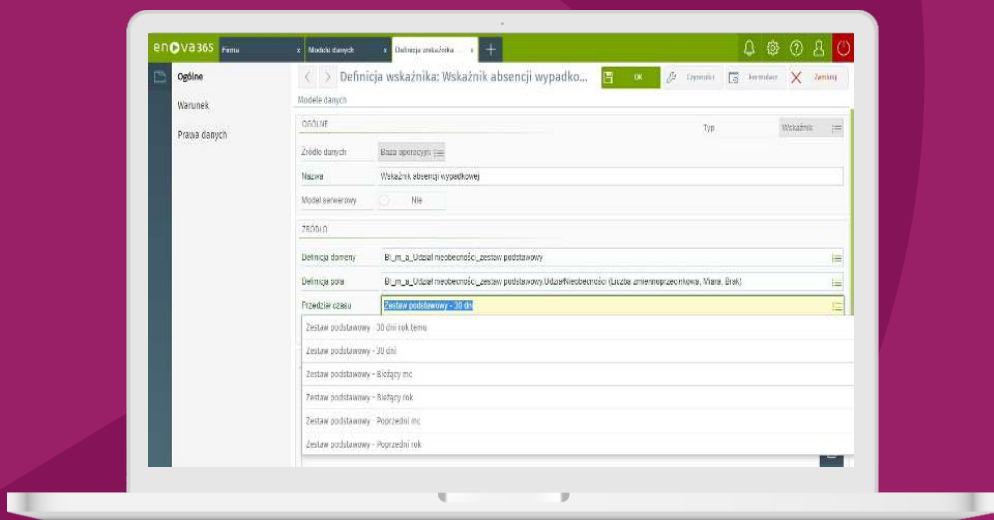 enova365 Firma x Modele danych x Definicja wskaźnika ... x
Ogólne
Warunek
Prawa danych
Definicja wskaźnika: Wskaźnik absencji wypadko...
OK Czynności Formularz Zamknij
Modele danych
OGÓLNE
Typ Wskaźnik
Źródło danych Baza operacyjn
Nazwa Wskaźnik absencji wypadkowej
Model serwerowy Nie
ŹRÓDŁO
Definicja domeny BI_m_a_Udział nieobecności_zestaw podstawowy
Definicja pola BI_m_a_Udział nieobecności_zestaw podstawowy.UdziałNieobecności (Liczba zmiennoprzecinkowa, Miara, Brak)
Przedział czasu Zestaw podstawowy - 30 dni
Zestaw podstawowy - 30 dni rok temu
Zestaw podstawowy - 30 dni
Zestaw podstawowy - Bieżący mc
Zestaw podstawowy - Bieżący rok
Zestaw podstawowy - Poprzedni mc
Zestaw podstawowy - Poprzedni rok